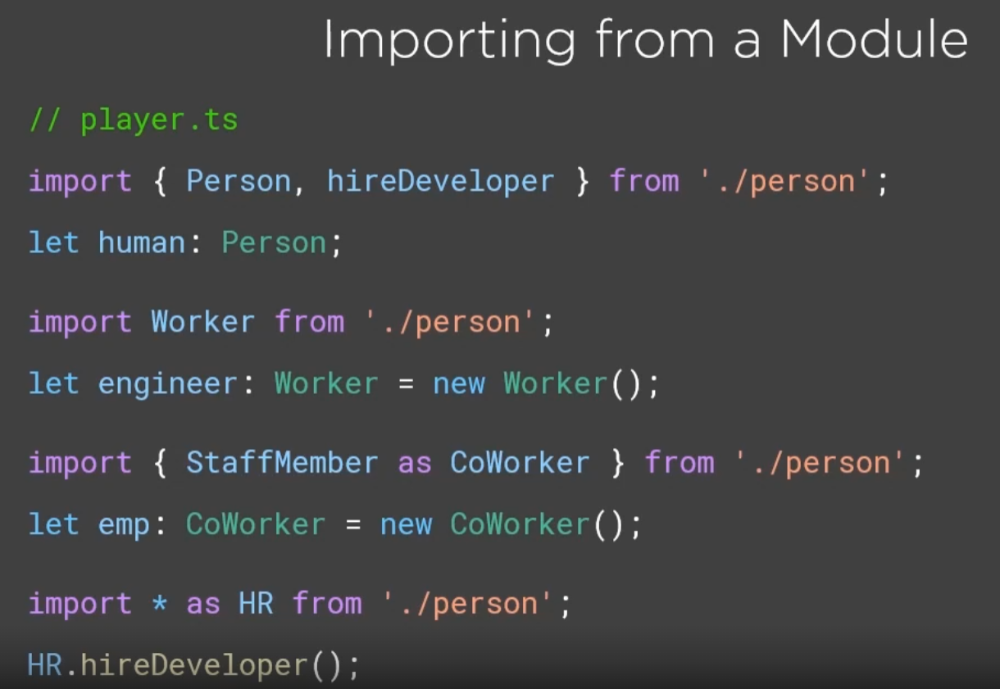 Importing from a Module
// player.ts
import { Person, hireDeveloper } from './person';
let human: Person;
import Worker from './person';
let engineer: Worker = new Worker();
import { StaffMember as CoWorker } from './person';
let emp: CoWorker = new CoWorker();
import * as HR from './person';
HR.hireDeveloper();